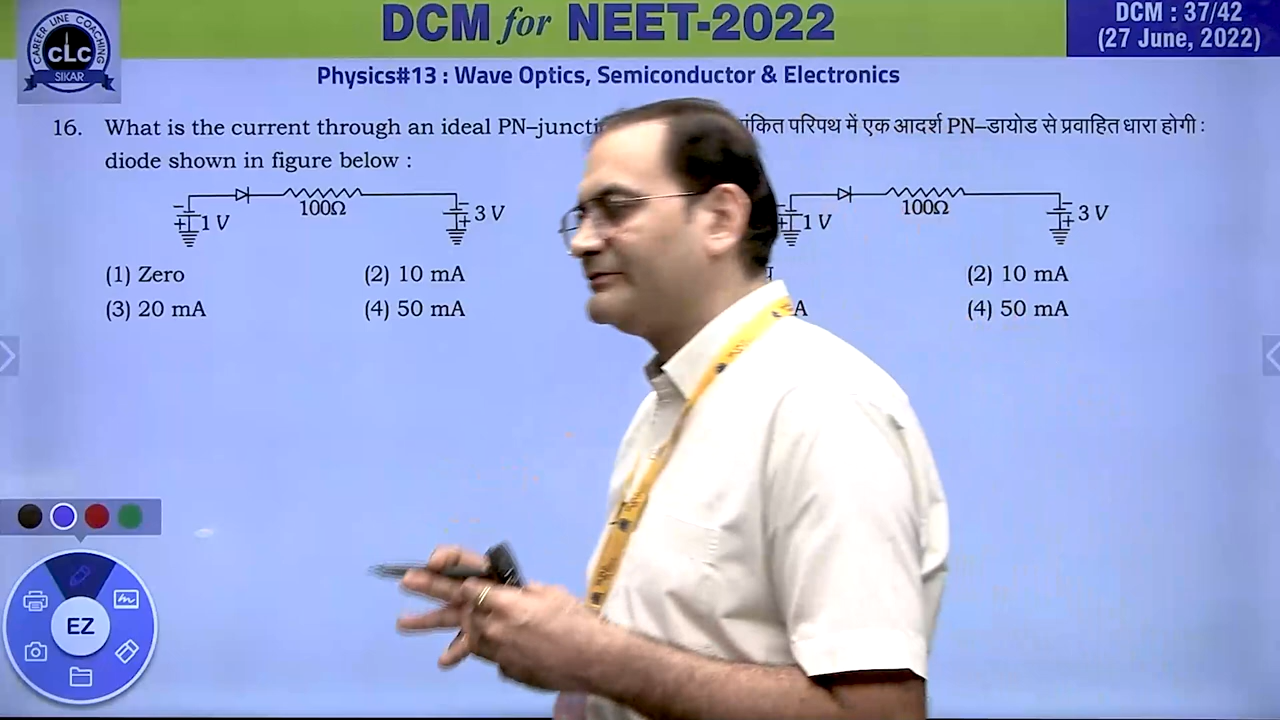 CAREER LINE COACHING
CLC
SIKAR
DCM for NEET-2022
DCM : 37/42
(27 June, 2022)
Physics#13 : Wave Optics, Semiconductor & Electronics
16. What is the current through an ideal PN–juncti
diode shown in figure below :
ंकित परिपथ में एक आदर्श PN–डायोड से प्रवाहित धारा होगी :
– + 1 V 100Ω – + 3 V
1 V 100Ω – + 3 V
(1) Zero (2) 10 mA
(3) 20 mA (4) 50 mA
(2) 10 mA
A (4) 50 mA
EZ